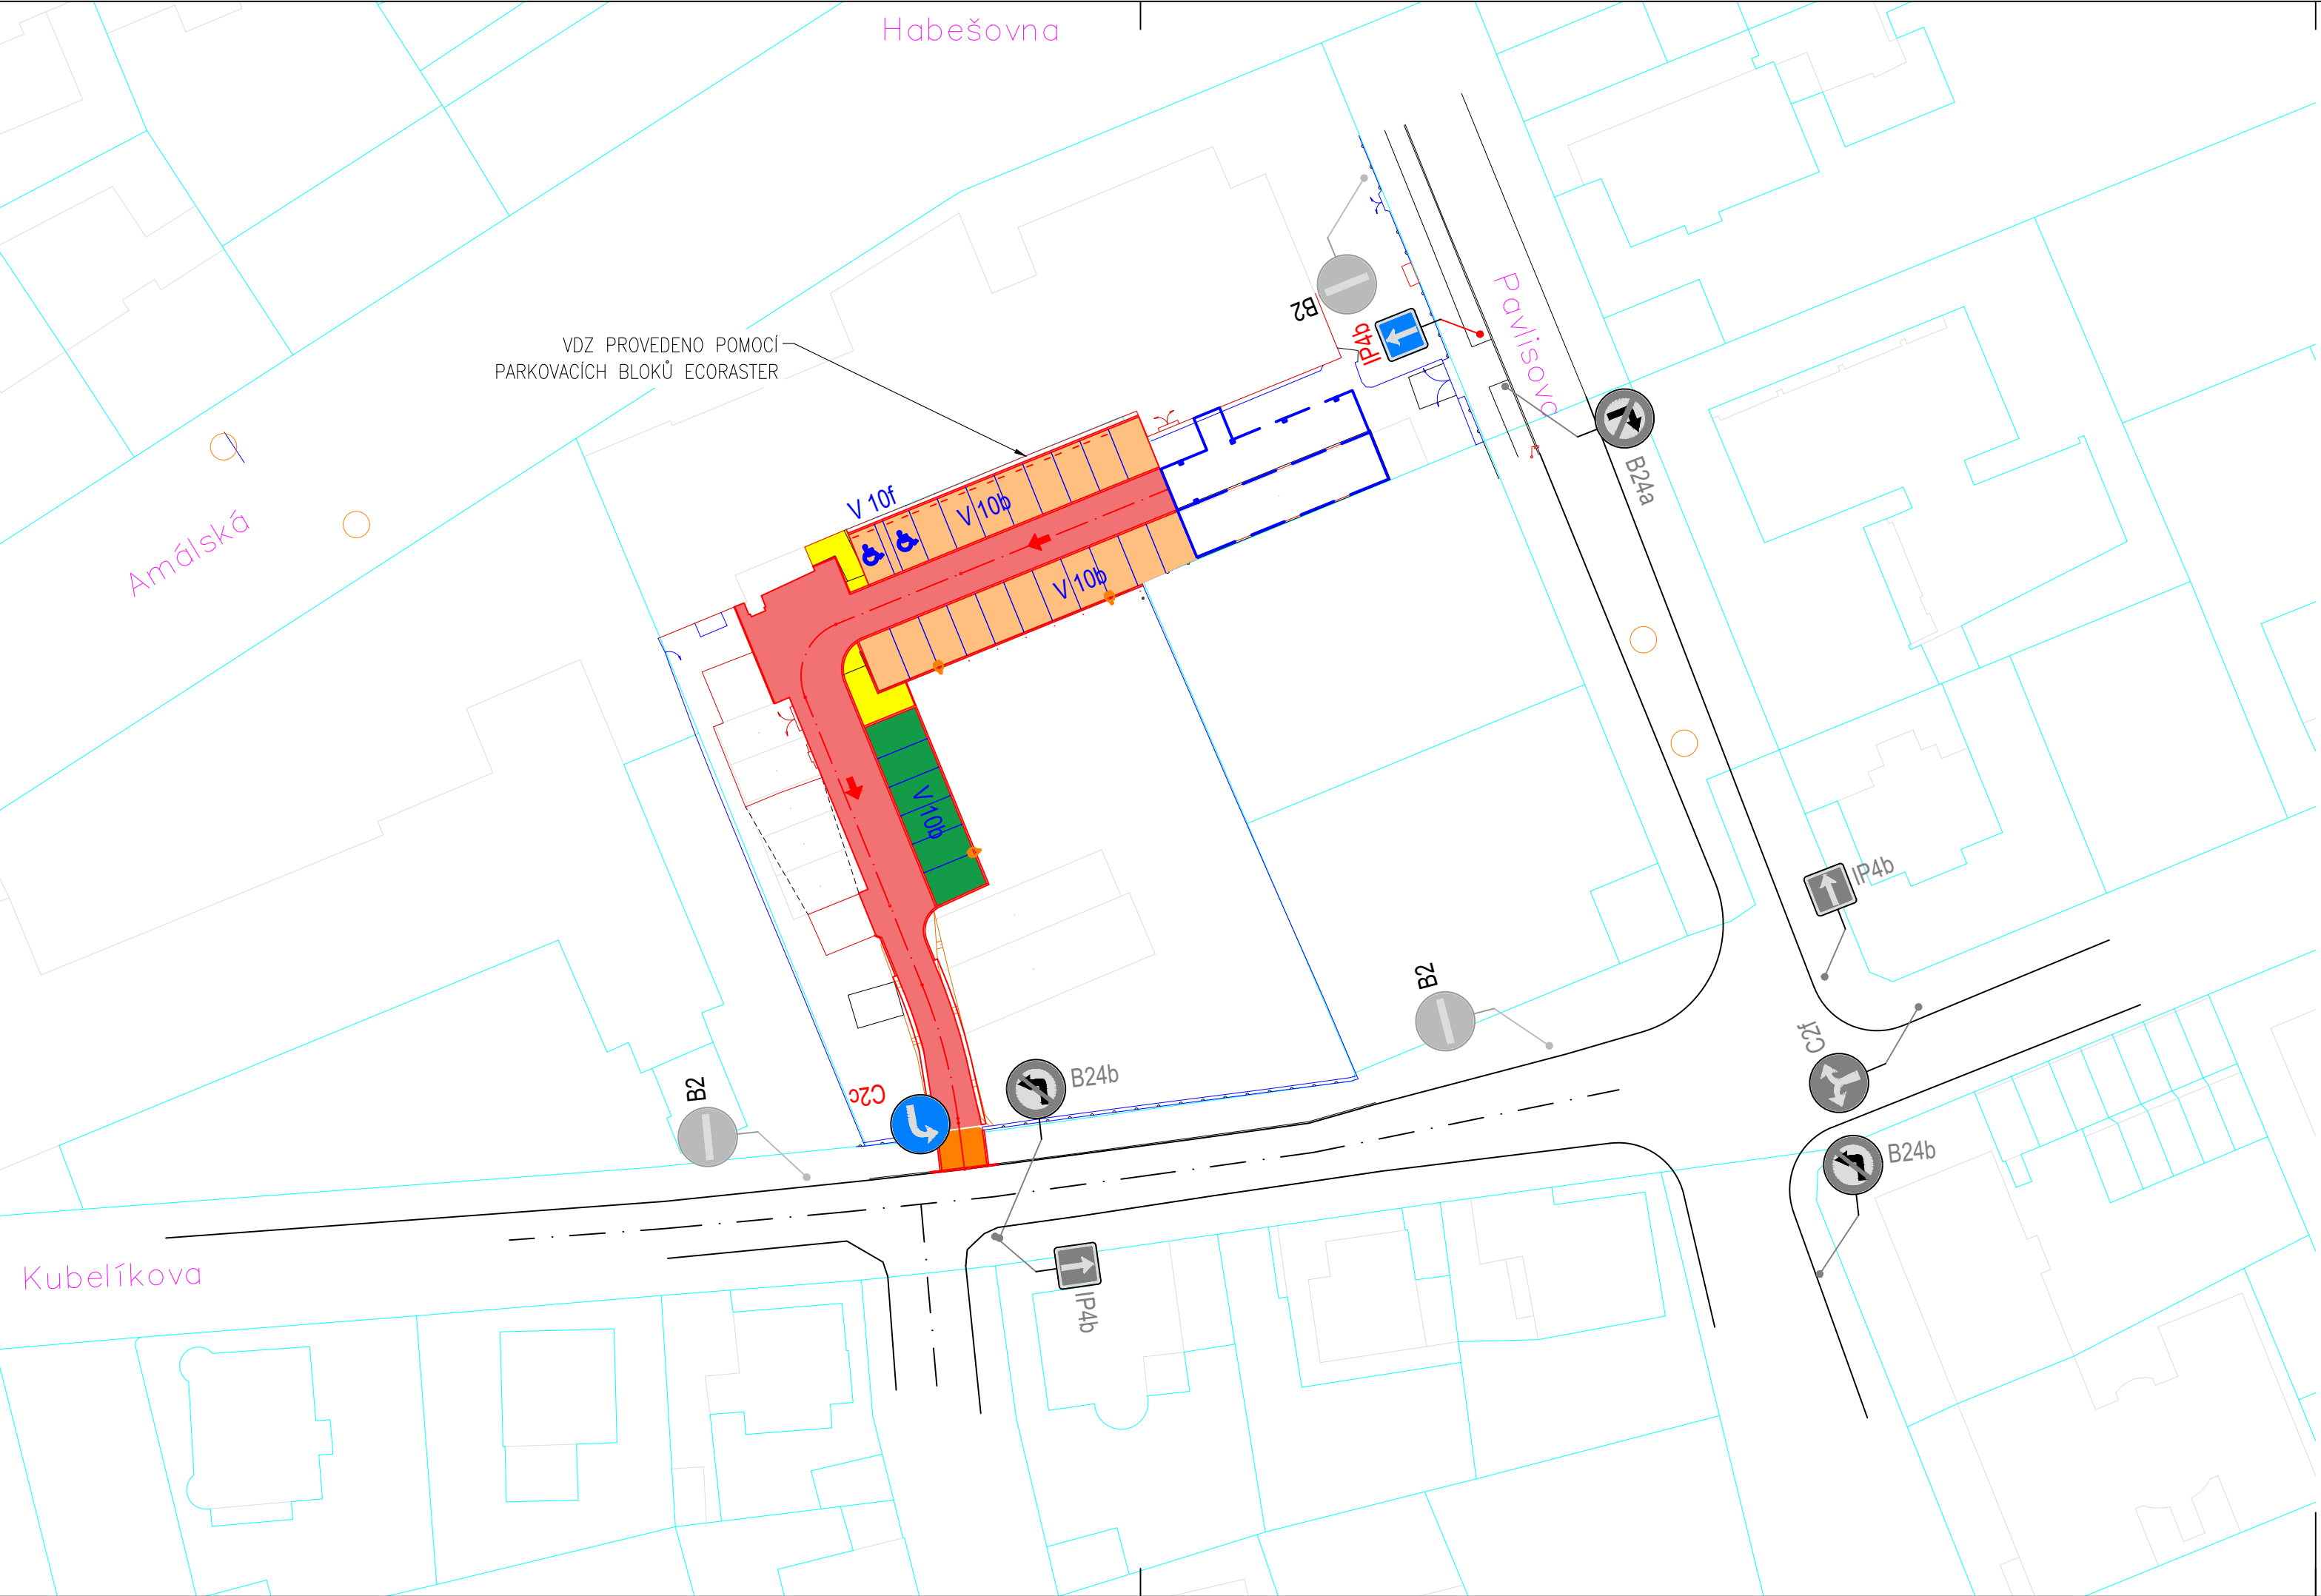 Habešovna
B2
IP4b
Pavlisova
VDZ PROVEDENO POMOCÍ
PARKOVACÍCH BLOKŮ ECORASTER
B24a
V 10f
V 10b
Amálská
V 10b
V 10b
IP4b
B2
C2f
B2
C2c
B24b
B24b
Kubelíkova
IP4b